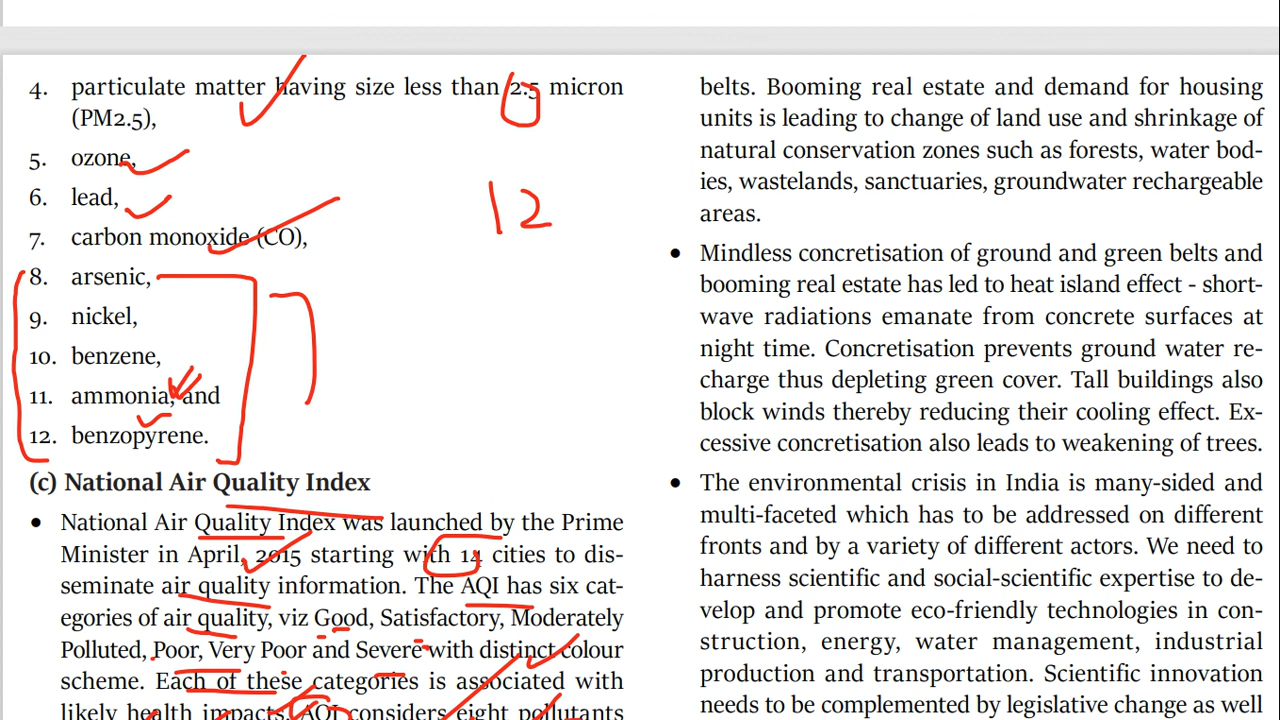 4. particulate matter having size less than 2.5 micron
(PM2.5),
5. ozone,
6. lead,
7. carbon monoxide (CO),
12
8. arsenic,
9. nickel,
10. benzene,
11. ammonia, and
12. benzopyrene.
(c) National Air Quality Index
• National Air Quality Index was launched by the Prime
Minister in April, 2015 starting with 14 cities to dis-
seminate air quality information. The AQI has six cat-
egories of air quality, viz Good, Satisfactory, Moderately
Polluted, Poor, Very Poor and Severe with distinct colour
scheme. Each of these categories is associated with
likely health impacts. AQI considers eight pollutants
belts. Booming real estate and demand for housing
units is leading to change of land use and shrinkage of
natural conservation zones such as forests, water bod-
ies, wastelands, sanctuaries, groundwater rechargeable
areas.
• Mindless concretisation of ground and green belts and
booming real estate has led to heat island effect - short-
wave radiations emanate from concrete surfaces at
night time. Concretisation prevents ground water re-
charge thus depleting green cover. Tall buildings also
block winds thereby reducing their cooling effect. Ex-
cessive concretisation also leads to weakening of trees.
• The environmental crisis in India is many-sided and
multi-faceted which has to be addressed on different
fronts and by a variety of different actors. We need to
harness scientific and social-scientific expertise to de-
velop and promote eco-friendly technologies in con-
struction, energy, water management, industrial
production and transportation. Scientific innovation
needs to be complemented by legislative change as well